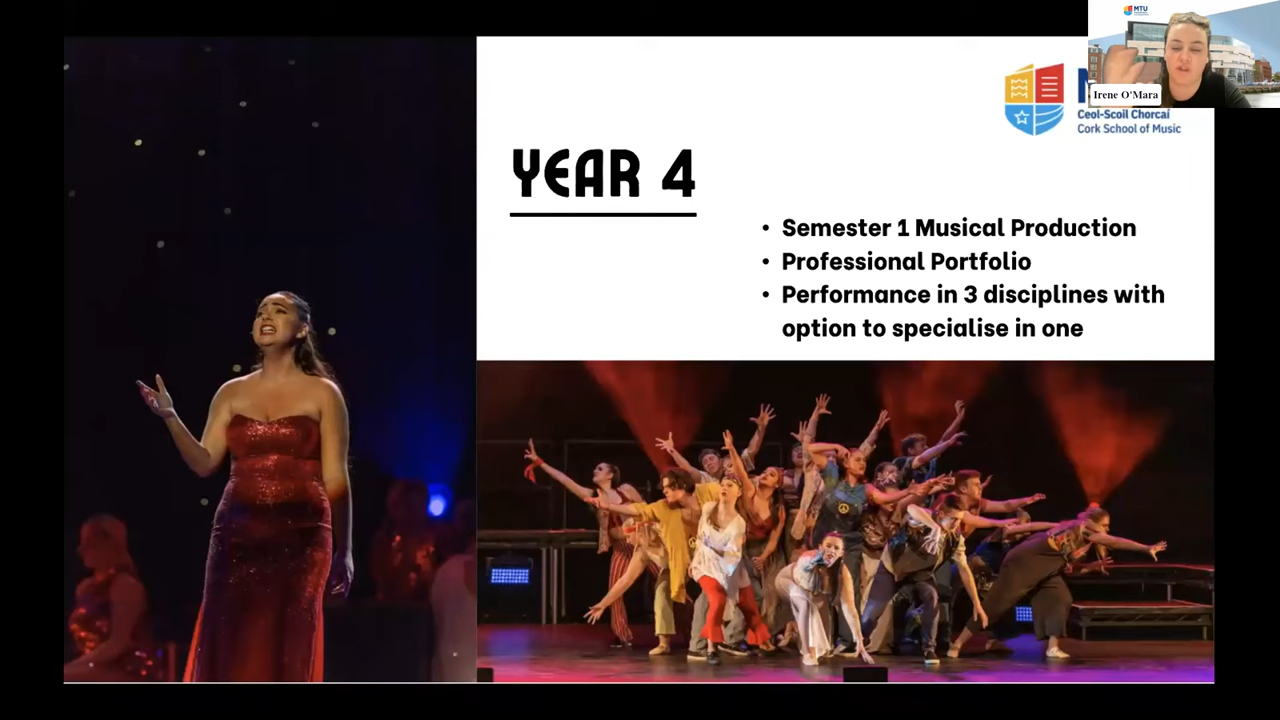 MTU
Irene O'Mara
Ceol-Scoil Chorcaí
Cork School of Music
YEAR 4
• Semester 1 Musical Production
• Professional Portfolio
• Performance in 3 disciplines with
option to specialise in one